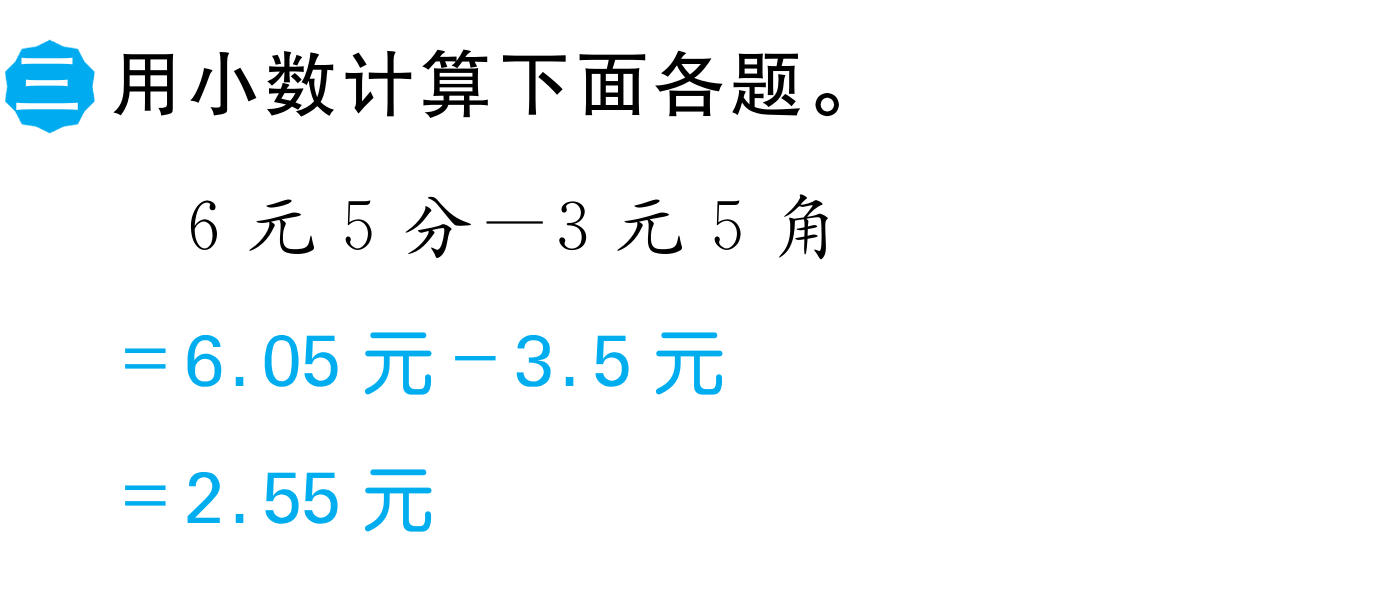 三 用小数计算下面各题。
6 元 5 分－3 元 5 角
＝6.05 元－3.5 元
＝2.55 元